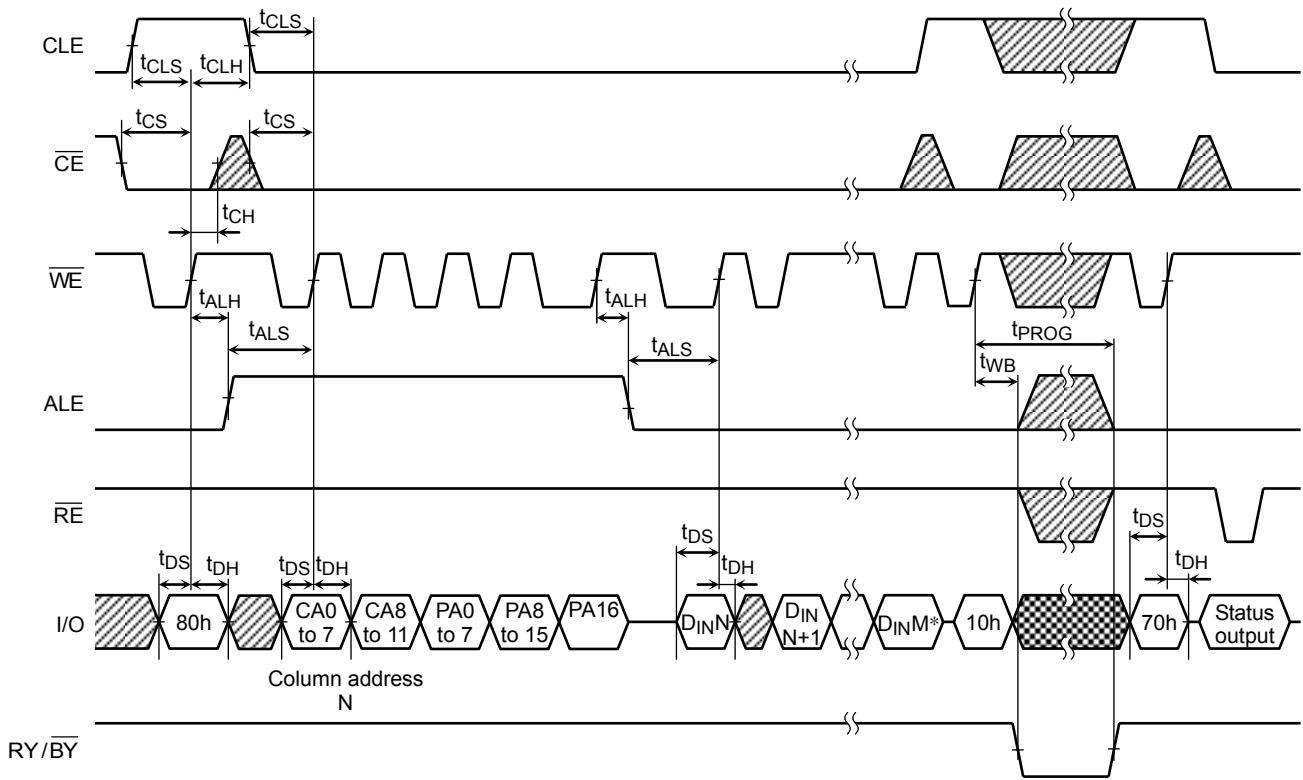 tCLS
CLE
tCLS tCLH
tCS tCS
CE
tCH
WE
tALH tALH
tALS tALS
tPROG
tWB
ALE
RE
tDS tDH tDS tDH tDS tDH tDS tDH
I/O
80h
CA0
to 7
CA8
to 11
PA0
to 7
PA8
to 15
PA16
DINN
DIN
N+1
DINM*
10h
70h
Status
output
Column address
N
RY/BY